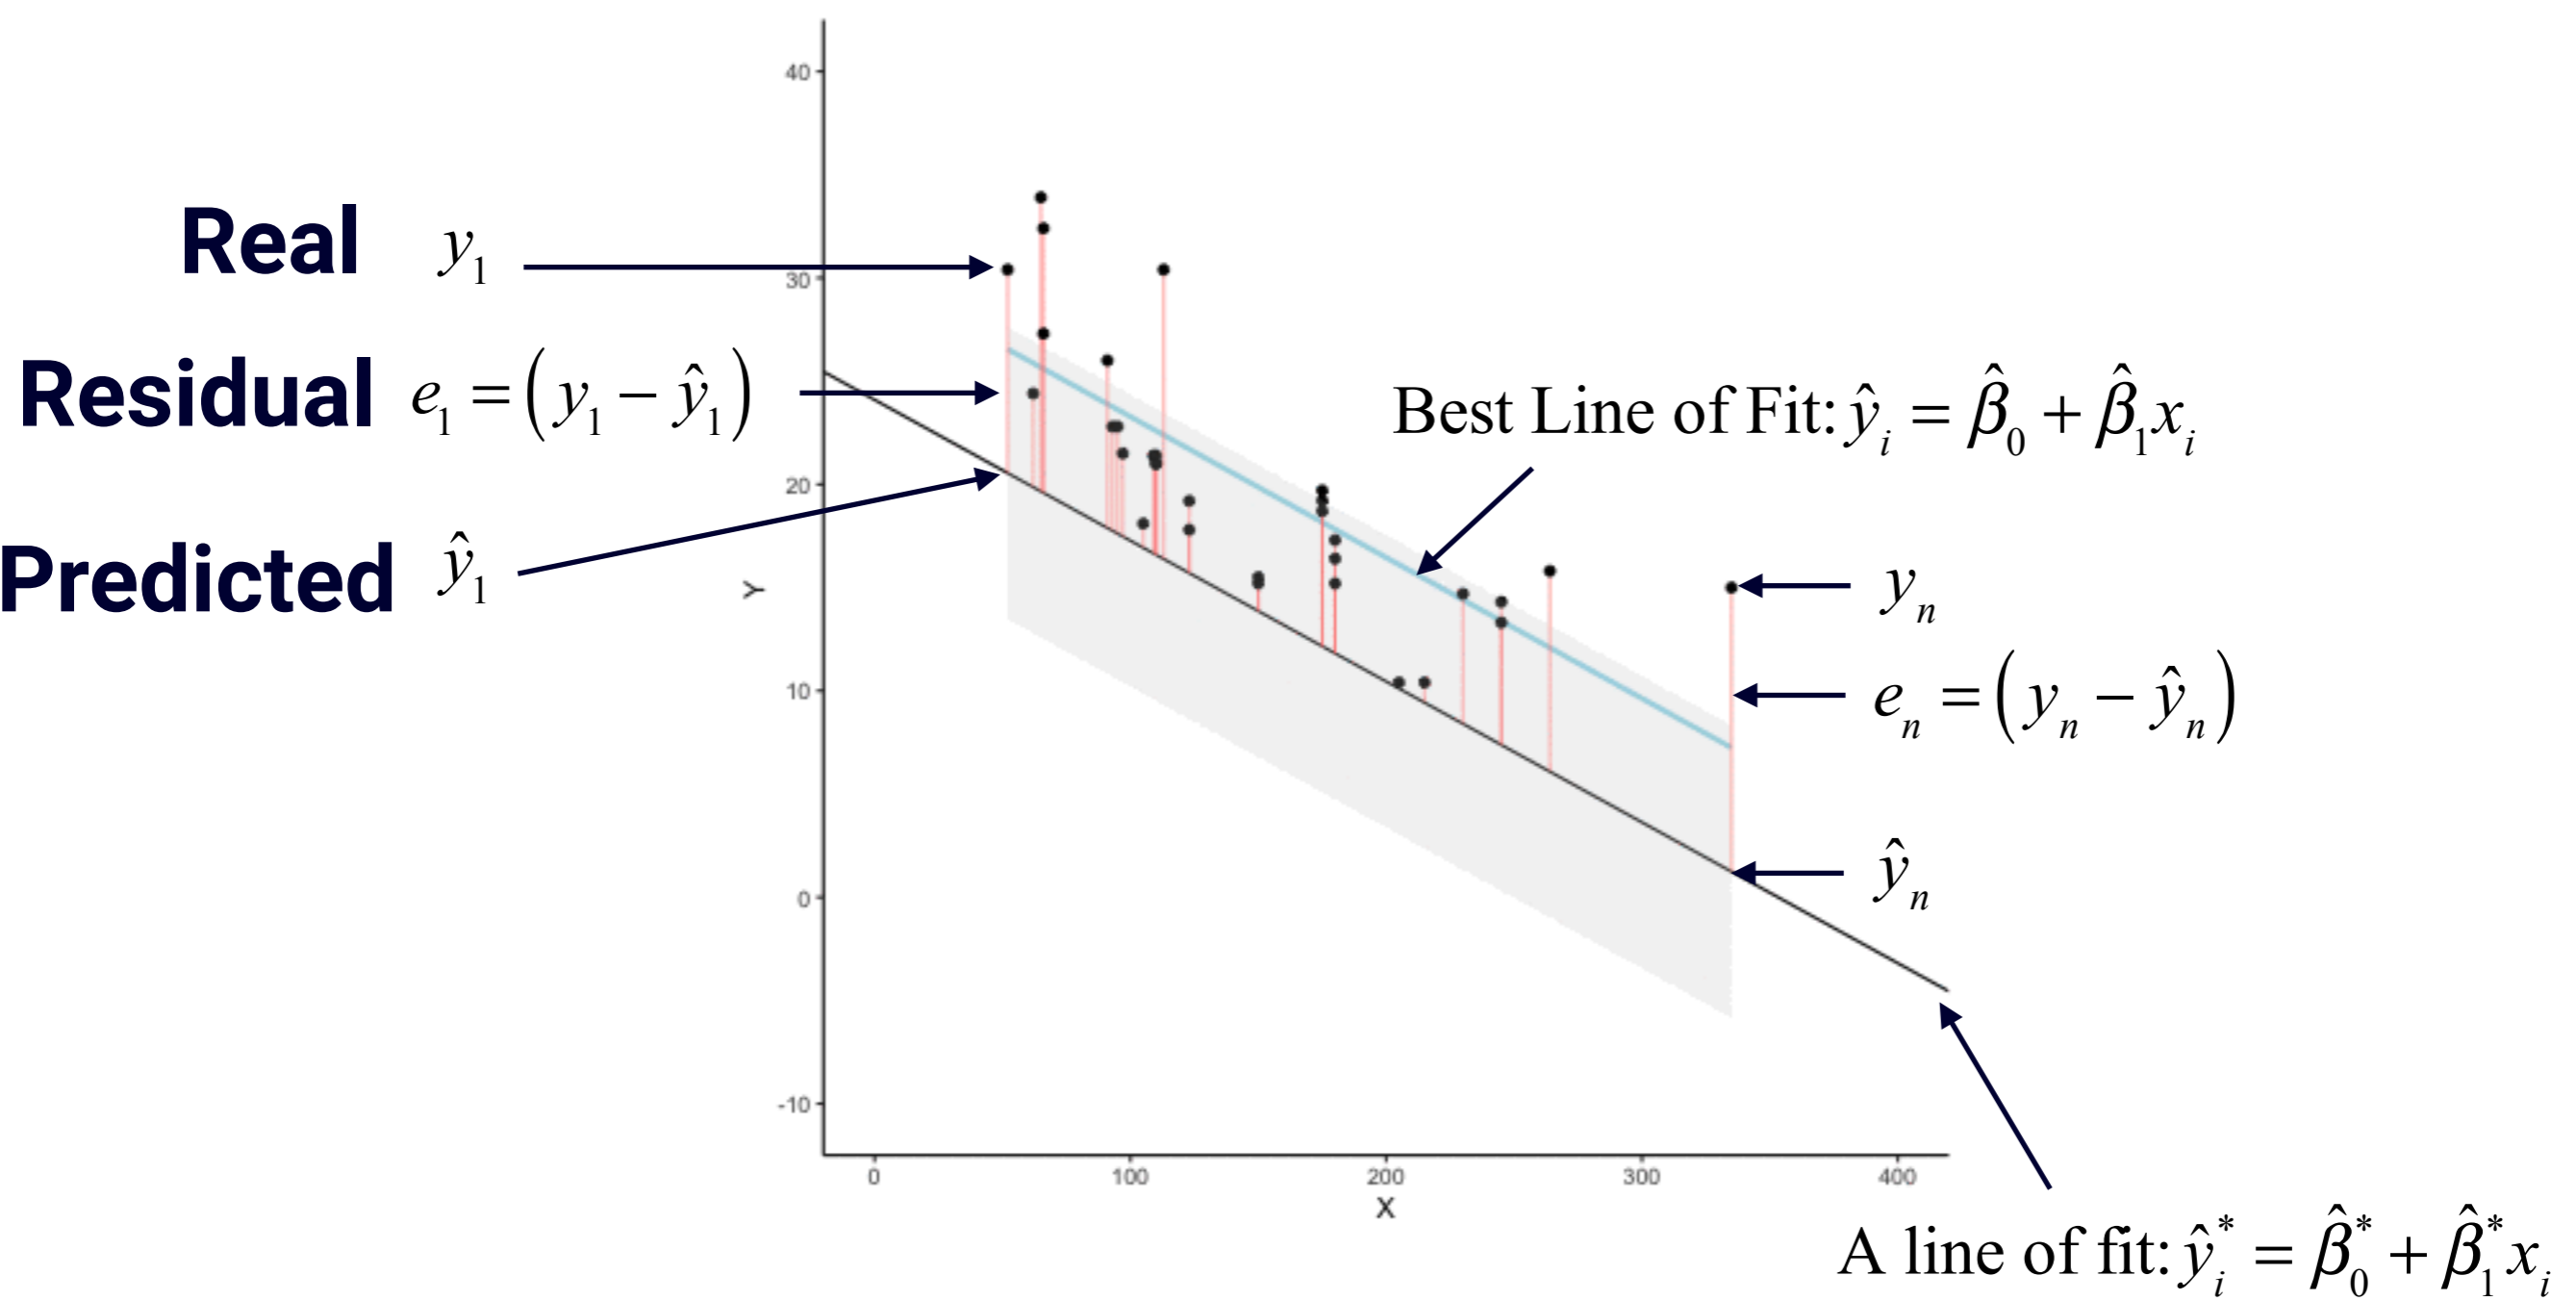 40
Real y₁
30
Residual e₁ = (y₁ − ŷ₁)
Best Line of Fit: ŷᵢ = β̂₀ + β̂₁xᵢ
20
Predicted ŷ₁
Y
yₙ
10
eₙ = (yₙ − ŷₙ)
0
ŷₙ
-10
0 100 200 300 400
X
A line of fit: ŷᵢ* = β̂₀* + β̂₁*xᵢ